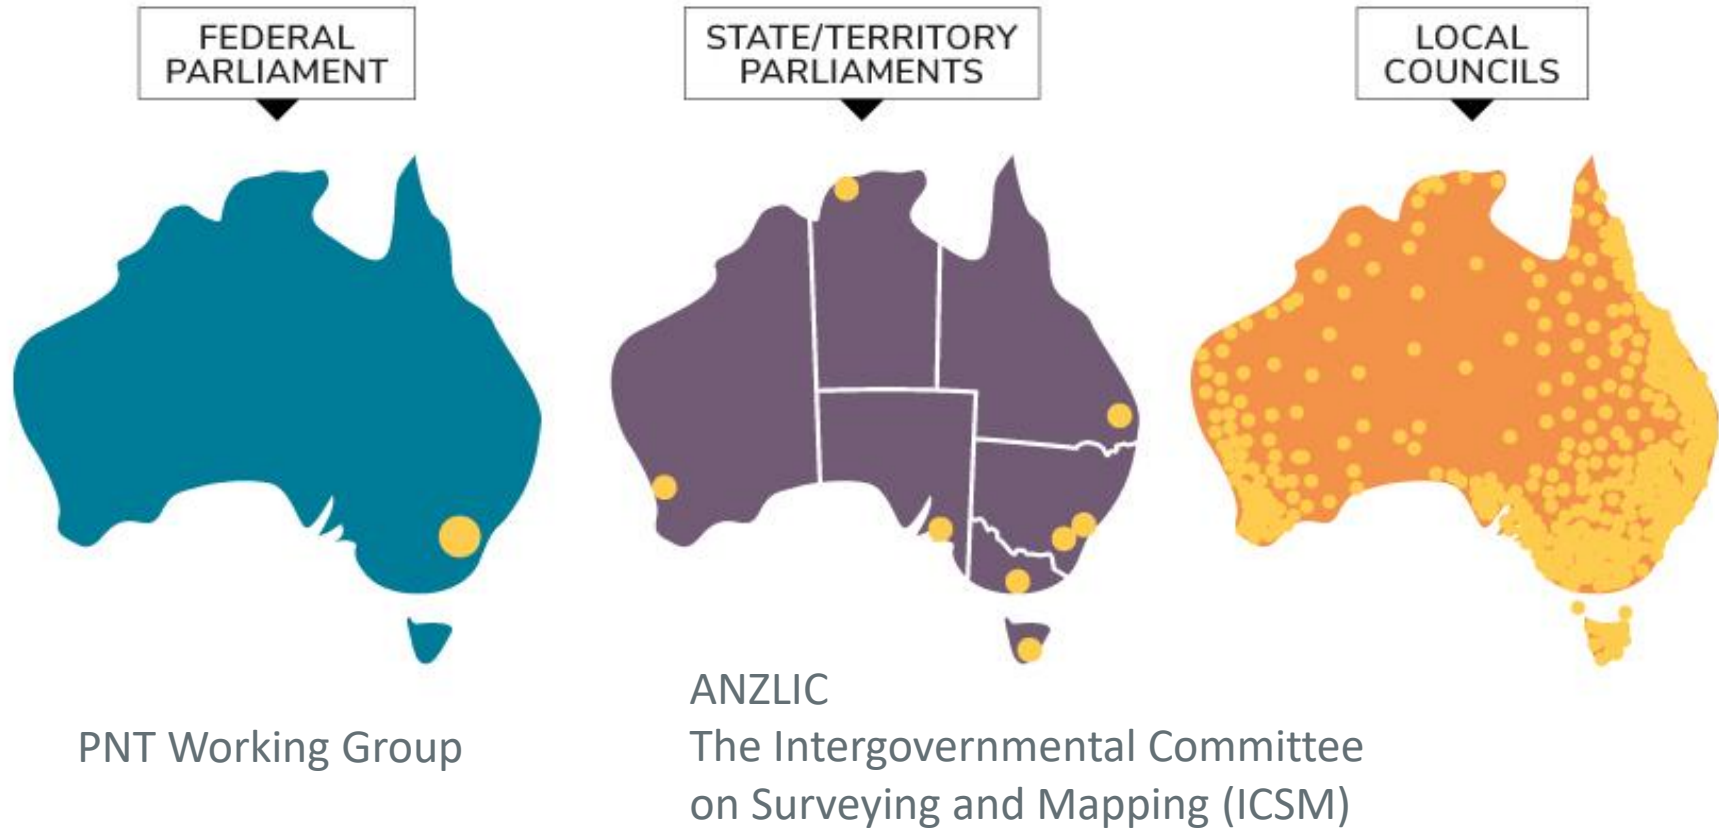 FEDERAL
PARLIAMENT
STATE/TERRITORY
PARLIAMENTS
LOCAL
COUNCILS
PNT Working Group
ANZLIC
The Intergovernmental Committee
on Surveying and Mapping (ICSM)